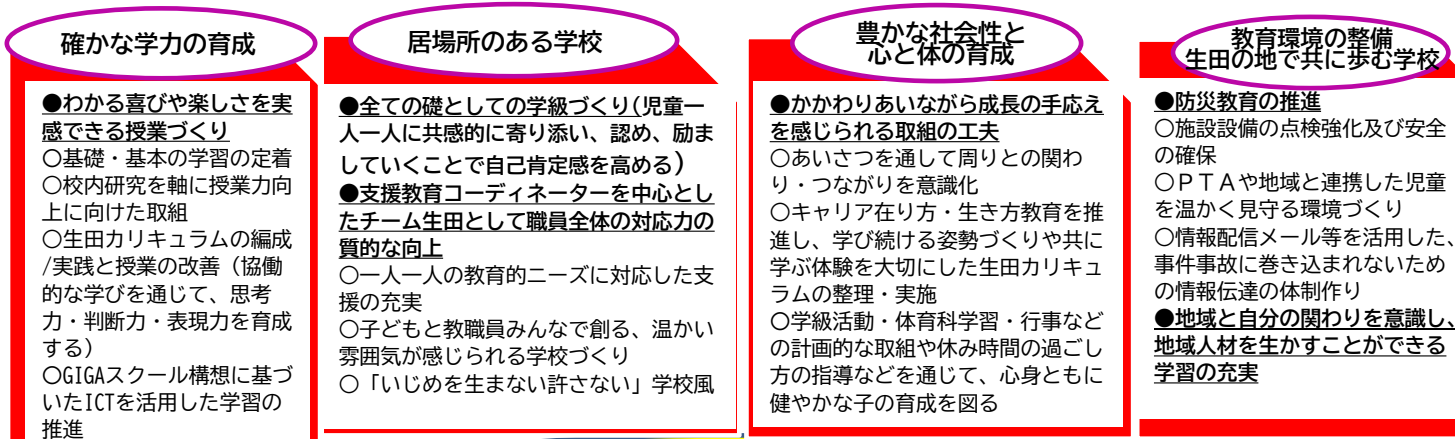 確かな学力の育成
●わかる喜びや楽しさを実
感できる授業づくり
○基礎・基本の学習の定着
○校内研究を軸に授業力向
上に向けた取組
○生田カリキュラムの編成
/実践と授業の改善（協働
的な学びを通じて、思考
力・判断力・表現力を育成
する）
○GIGAスクール構想に基づ
いたICTを活用した学習の
推進
居場所のある学校
●全ての礎としての学級づくり(児童一
人一人に共感的に寄り添い、認め、励ま
していくことで自己肯定感を高める)
●支援教育コーディネーターを中心とし
たチーム生田として職員全体の対応力の
質的な向上
○一人一人の教育的ニーズに対応した支
援の充実
○子どもと教職員みんなで創る、温かい
雰囲気が感じられる学校づくり
○「いじめを生まない許さない」学校風
豊かな社会性と
心と体の育成
●かかわりあいながら成長の手応え
を感じられる取組の工夫
○あいさつを通して周りとの関わ
り・つながりを意識化
○キャリア在り方・生き方教育を推
進し、学び続ける姿勢づくりや共に
学ぶ体験を大切にした生田カリキュ
ラムの整理・実施
○学級活動・体育科学習・行事など
の計画的な取組や休み時間の過ごし
方の指導などを通じて、心身ともに
健やかな子の育成を図る
教育環境の整備
生田の地で共に歩む学校
●防災教育の推進
○施設設備の点検強化及び安全
の確保
○ＰＴＡや地域と連携した児童
を温かく見守る環境づくり
○情報配信メール等を活用した、
事件事故に巻き込まれないため
の情報伝達の体制作り
●地域と自分の関わりを意識し、
地域人材を生かすことができる
学習の充実